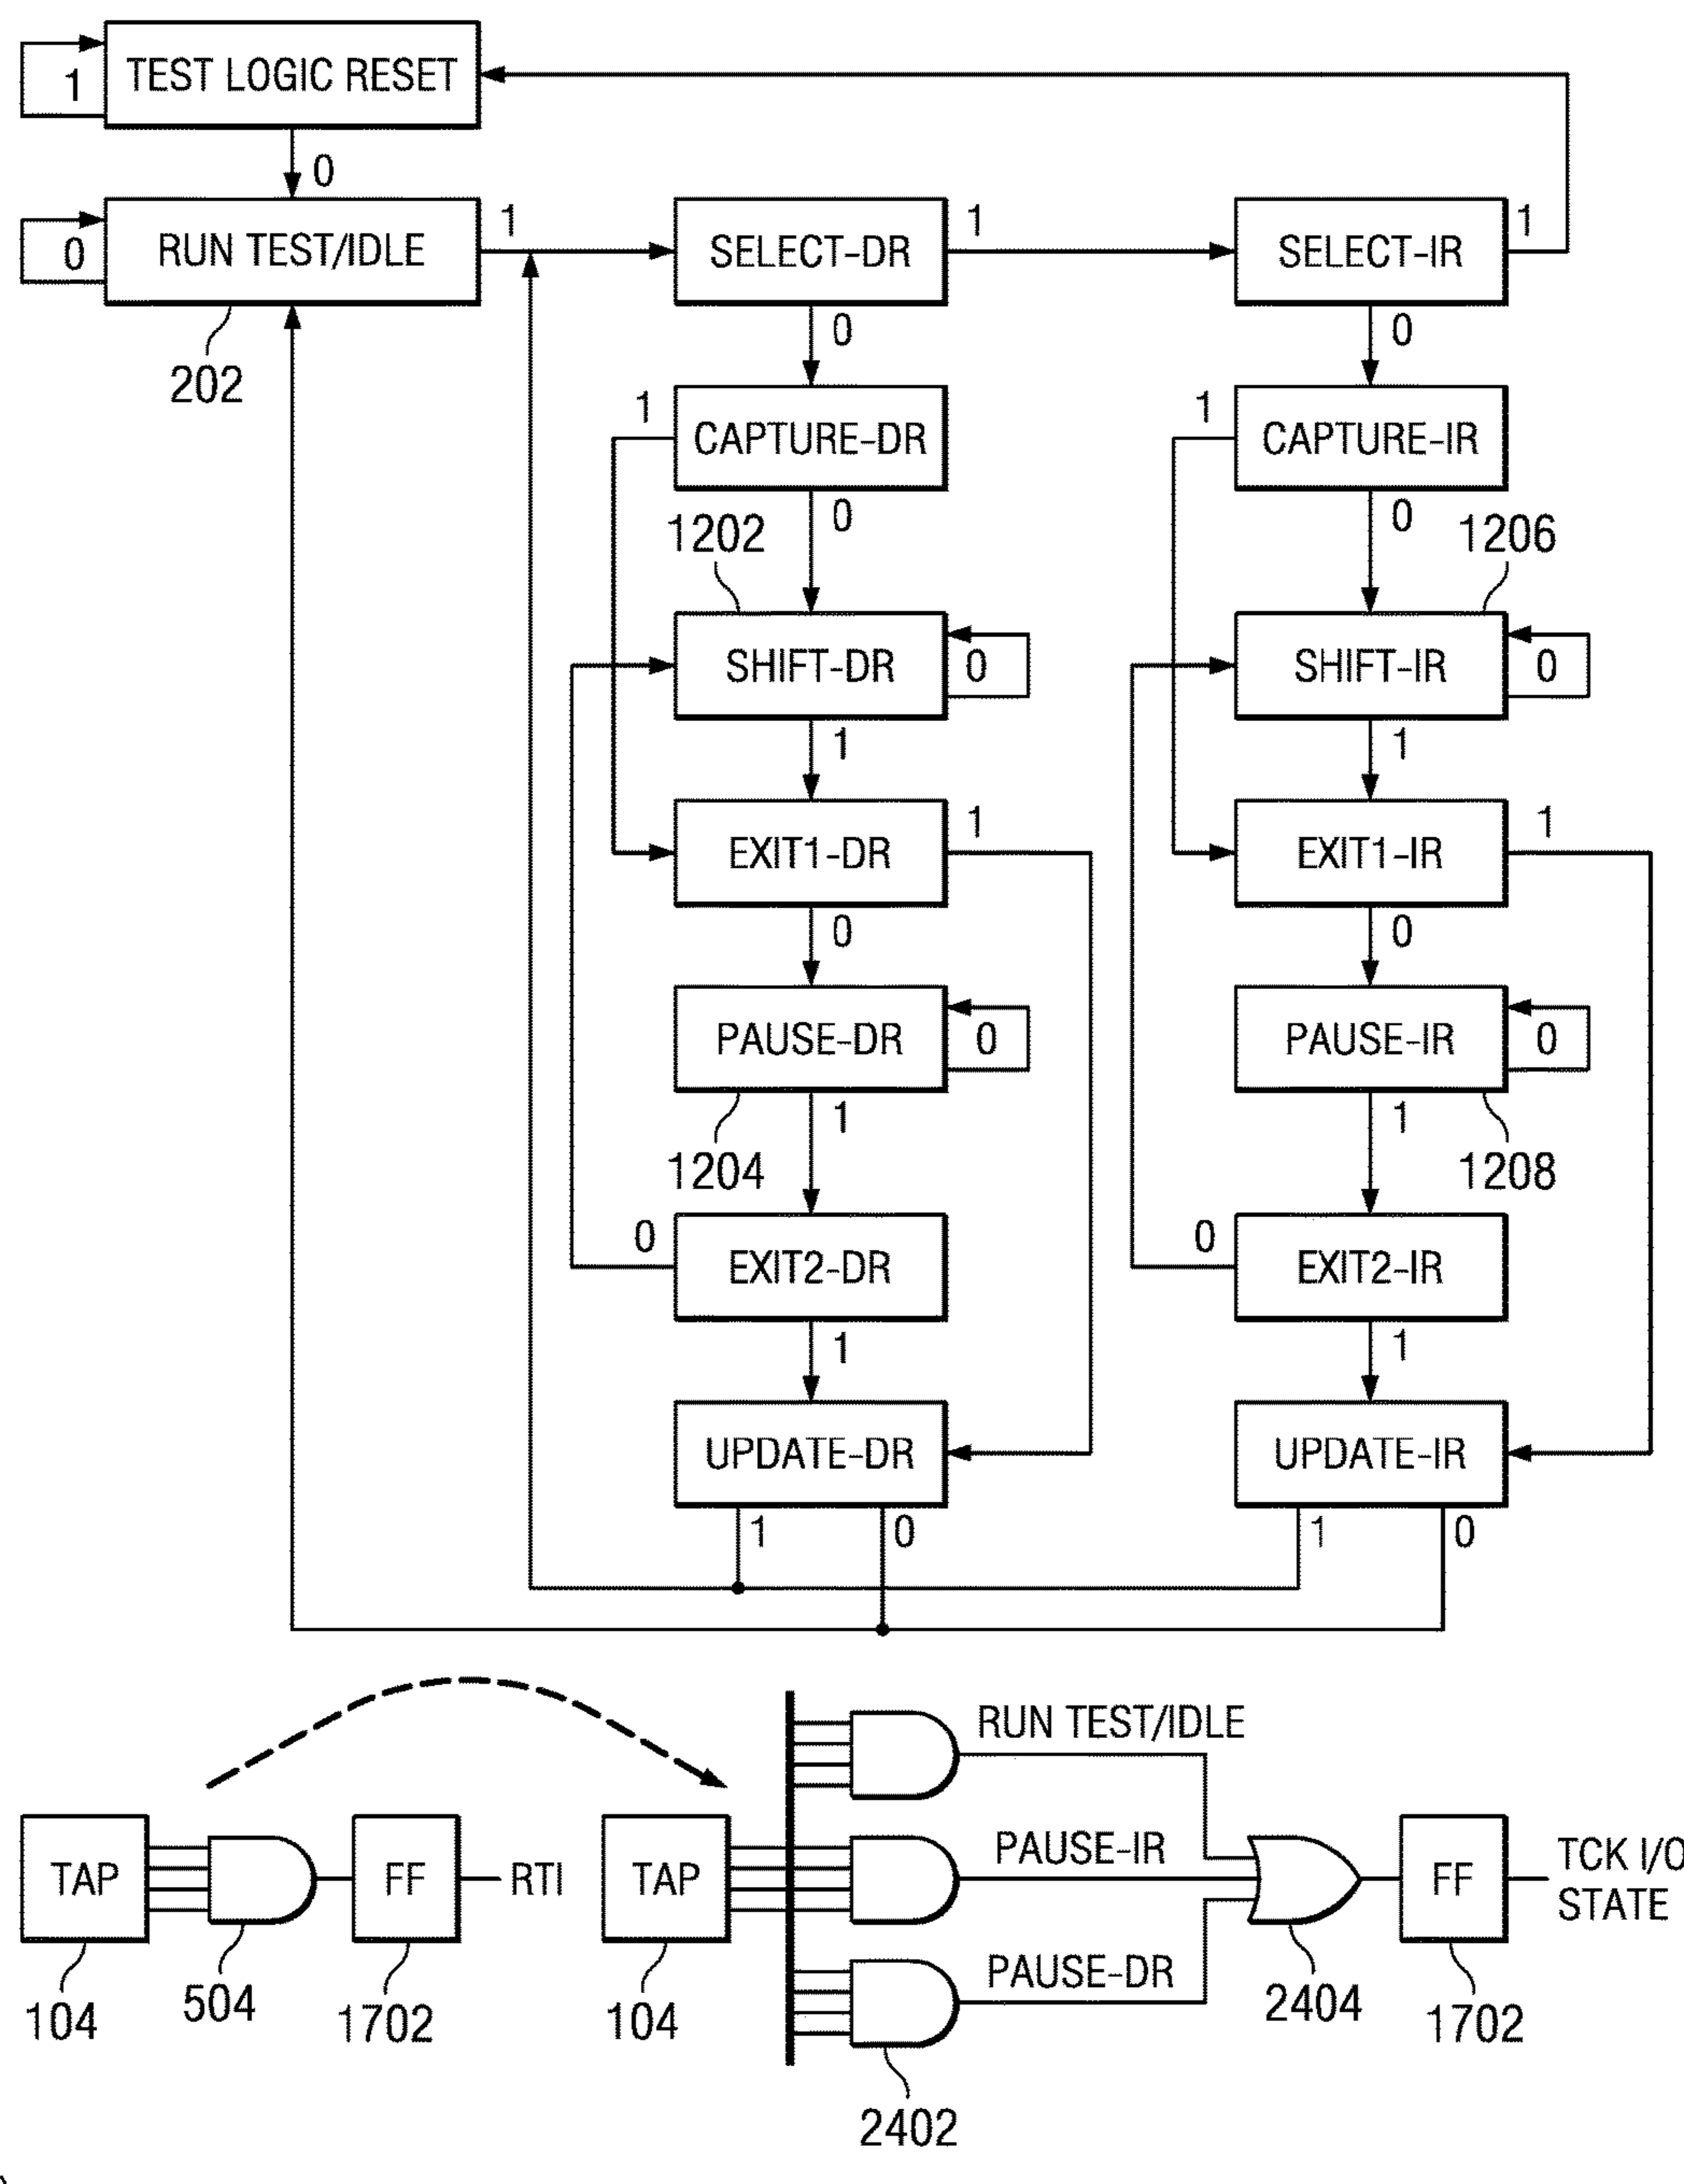 TEST LOGIC RESET
1
0
RUN TEST/IDLE
0
1
SELECT-DR
1
SELECT-IR
1
202
0
0
1
CAPTURE-DR
1
CAPTURE-IR
0
0
1202
1206
SHIFT-DR
0
SHIFT-IR
0
1
1
EXIT1-DR
1
EXIT1-IR
1
0
0
PAUSE-DR
0
PAUSE-IR
0
1
1
1204
1208
0
EXIT2-DR
0
EXIT2-IR
1
1
UPDATE-DR
UPDATE-IR
1
0
1
0
RUN TEST/IDLE
TAP
FF
RTI
TAP
PAUSE-IR
FF
TCK I/O
STATE
PAUSE-DR
104
504
1702
104
2404
1702
2402